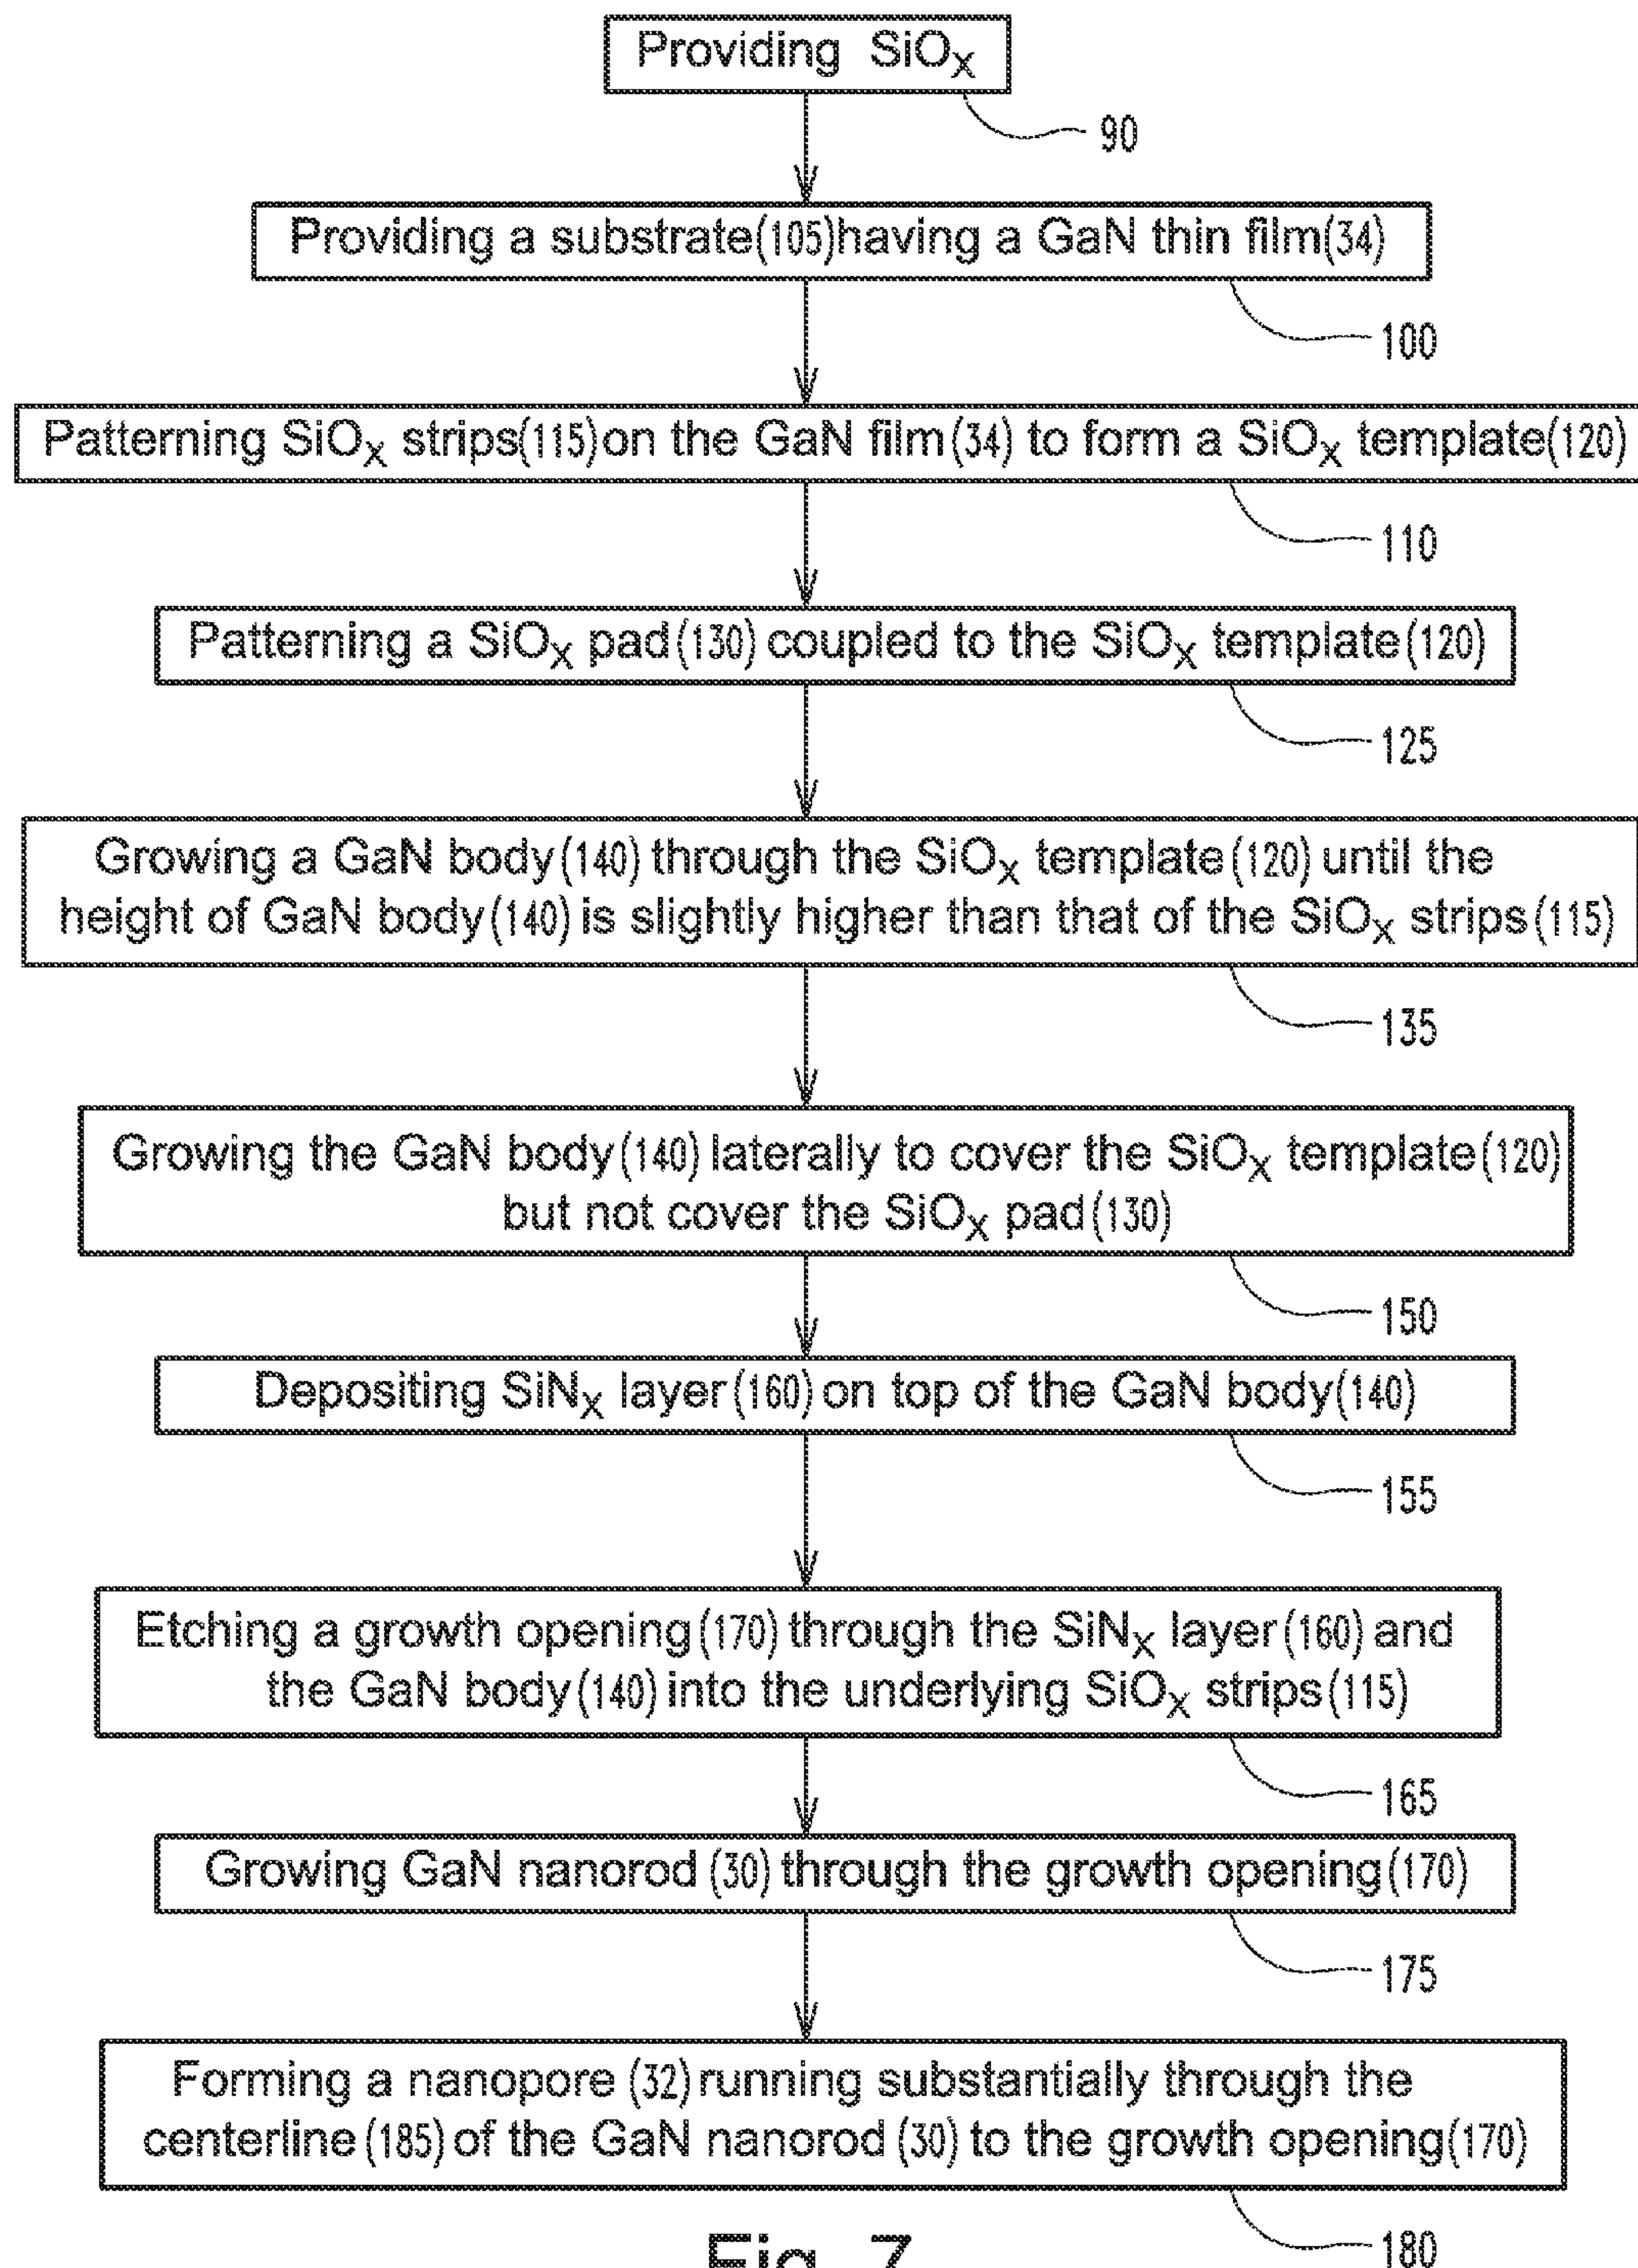 Providing SiOX
90
Providing a substrate(105)having a GaN thin film(34)
100
Patterning SiOX strips(115)on the GaN film(34) to form a SiOX template(120)
110
Patterning a SiOX pad(130) coupled to the SiOX template(120)
125
Growing a GaN body(140) through the SiOX template(120) until the
height of GaN body(140) is slightly higher than that of the SiOX strips(115)
135
Growing the GaN body(140) laterally to cover the SiOX template(120)
but not cover the SiOX pad(130)
150
Depositing SiNX layer(160) on top of the GaN body(140)
155
Etching a growth opening(170) through the SiNX layer(160) and
the GaN body(140) into the underlying SiOX strips(115)
165
Growing GaN nanorod (30) through the growth opening(170)
175
Forming a nanopore (32) running substantially through the
centerline(185) of the GaN nanorod (30) to the growth opening(170)
180
Fig. 7